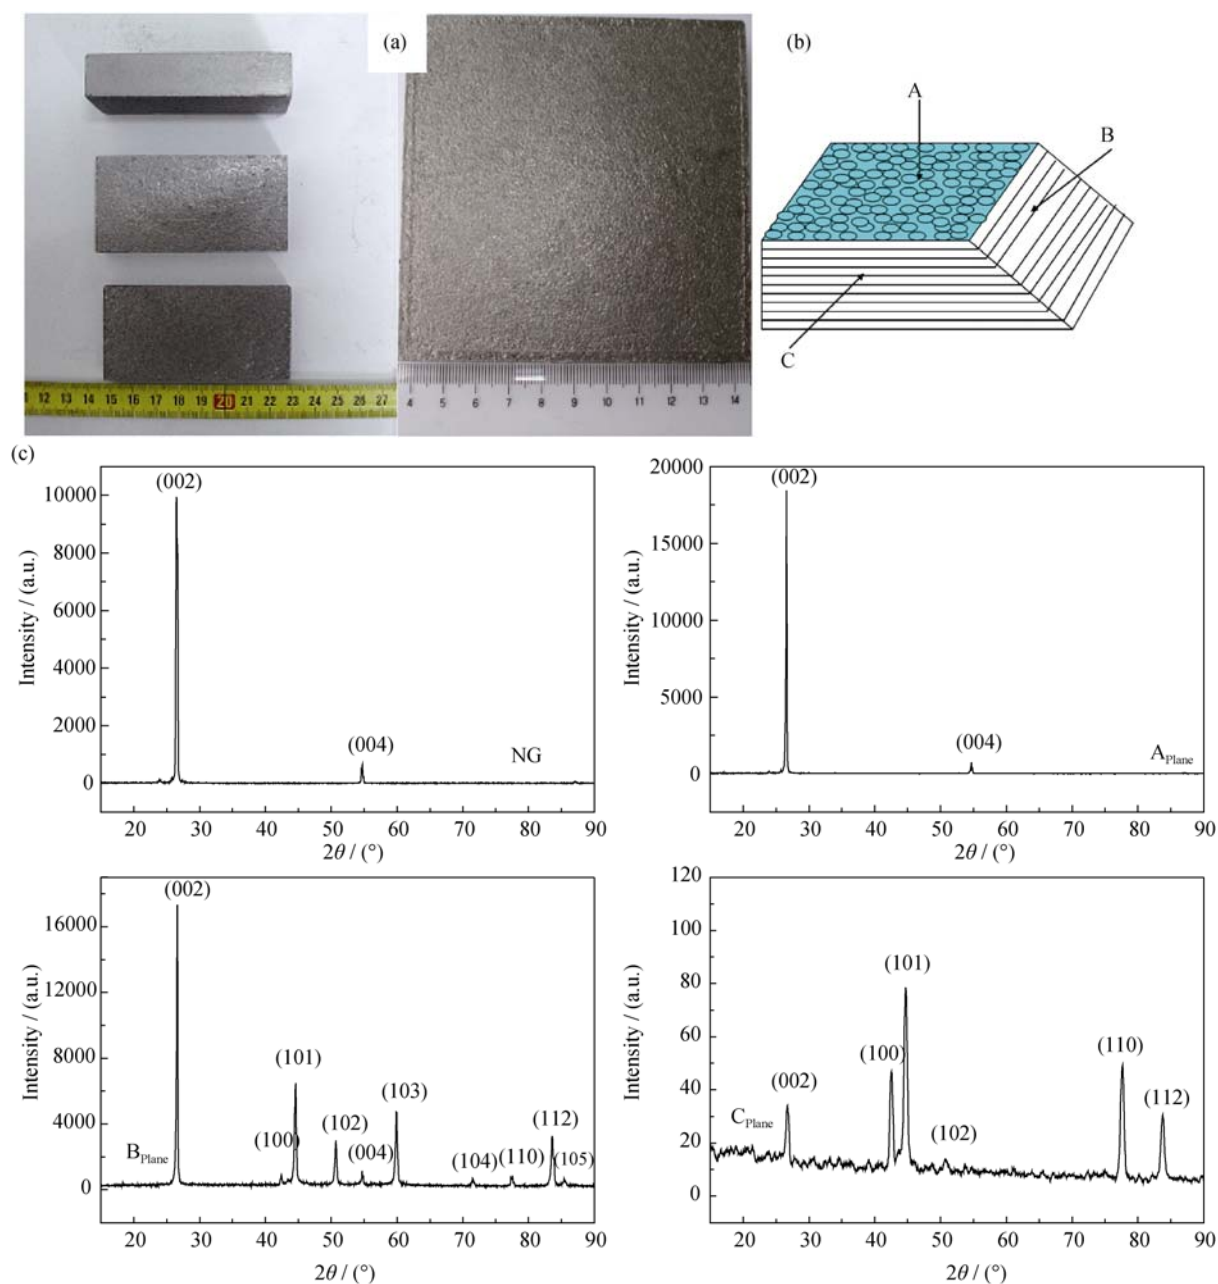 (a)
(b)
A
B
C
11 12 13 14 15 16 17 18 19 20 21 22 23 24 25 26 27
4 5 6 7 8 9 10 11 12 13 14
(c)
Intensity / (a.u.)
10000
8000
6000
4000
2000
0
(002)
(004)
NG
20 30 40 50 60 70 80 90
2θ / (°)
Intensity / (a.u.)
20000
15000
10000
5000
0
(002)
(004)
A Plane
20 30 40 50 60 70 80 90
2θ / (°)
Intensity / (a.u.)
16000
12000
8000
4000
0
(002)
(101)
(103)
(100)
(102)
(112)
(004)
(104)
(110)
(105)
B Plane
20 30 40 50 60 70 80 90
2θ / (°)
Intensity / (a.u.)
120
100
80
60
40
20
0
(101)
(100)
(110)
(002)
(112)
(102)
C Plane
20 30 40 50 60 70 80 90
2θ / (°)